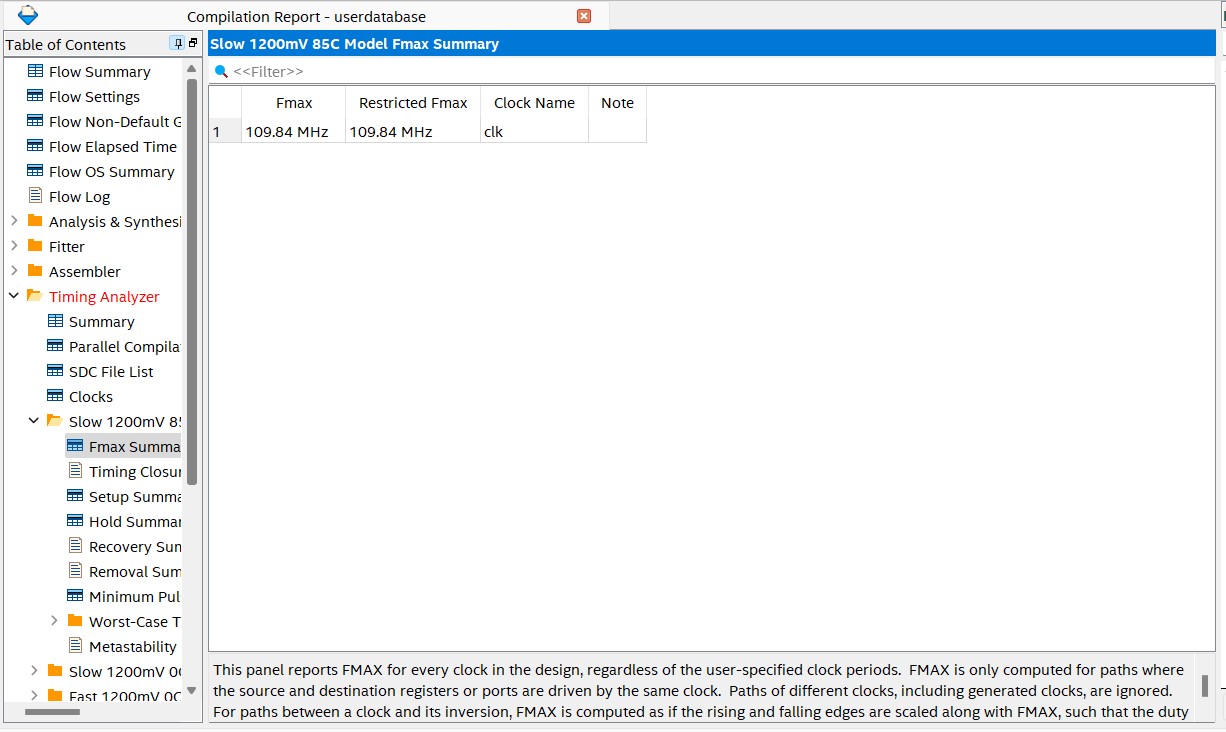 Compilation Report - userdatabase
Table of Contents
Flow Summary
Flow Settings
Flow Non-Default G
Flow Elapsed Time
Flow OS Summary
Flow Log
Analysis & Synthesi
Fitter
Assembler
Timing Analyzer
Summary
Parallel Compila
SDC File List
Clocks
Slow 1200mV 85
Fmax Summa
Timing Closur
Setup Summa
Hold Summar
Recovery Sum
Removal Sum
Minimum Pul
Worst-Case T
Metastability
Slow 1200mV 0C
Fast 1200mV 0C
Slow 1200mV 85C Model Fmax Summary
<<Filter>>
Fmax Restricted Fmax Clock Name Note
1 109.84 MHz 109.84 MHz clk
This panel reports FMAX for every clock in the design, regardless of the user-specified clock periods. FMAX is only computed for paths where
the source and destination registers or ports are driven by the same clock. Paths of different clocks, including generated clocks, are ignored.
For paths between a clock and its inversion, FMAX is computed as if the rising and falling edges are scaled along with FMAX, such that the duty